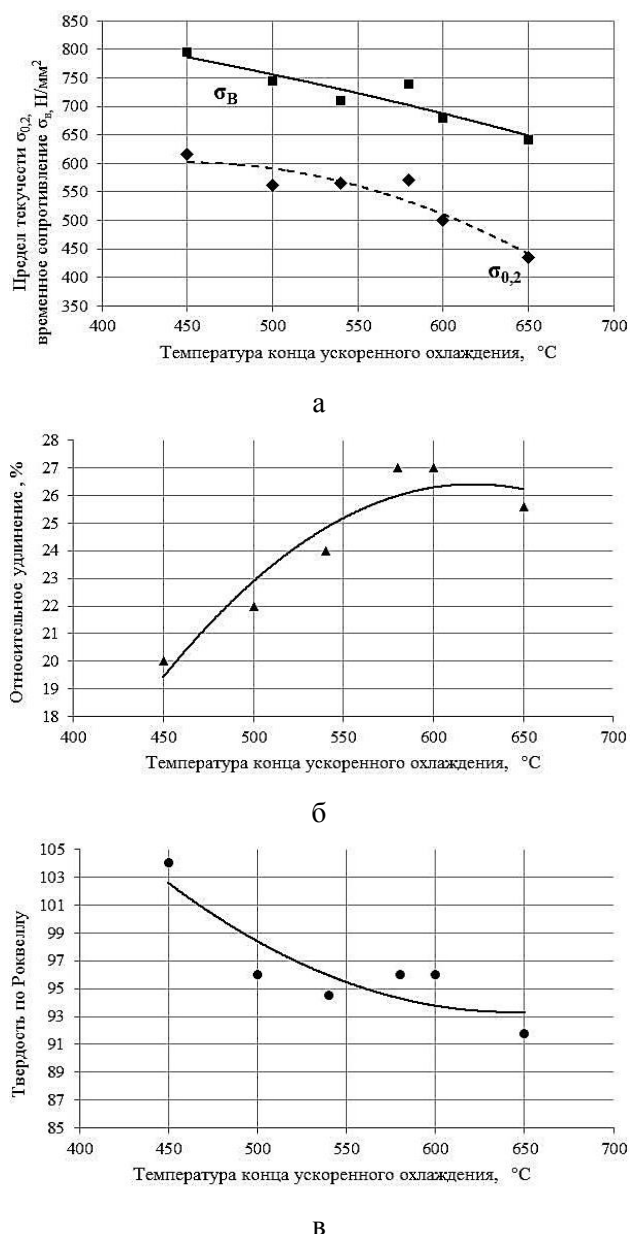 850
800
750
700
650
600
550
500
450
400
350
σВ
σ0,2
400 450 500 550 600 650 700
Предел текучести σ0,2,
временное сопротивление σв, Н/мм²
Температура конца ускоренного охлаждения, °С
а
28
27
26
25
24
23
22
21
20
19
18
400 450 500 550 600 650 700
Относительное удлинение , %
Температура конца ускоренного охлаждения, °С
б
105
103
101
99
97
95
93
91
89
87
85
400 450 500 550 600 650 700
Твердость по Роквеллу
Температура конца ускоренного охлаждения, °С
в